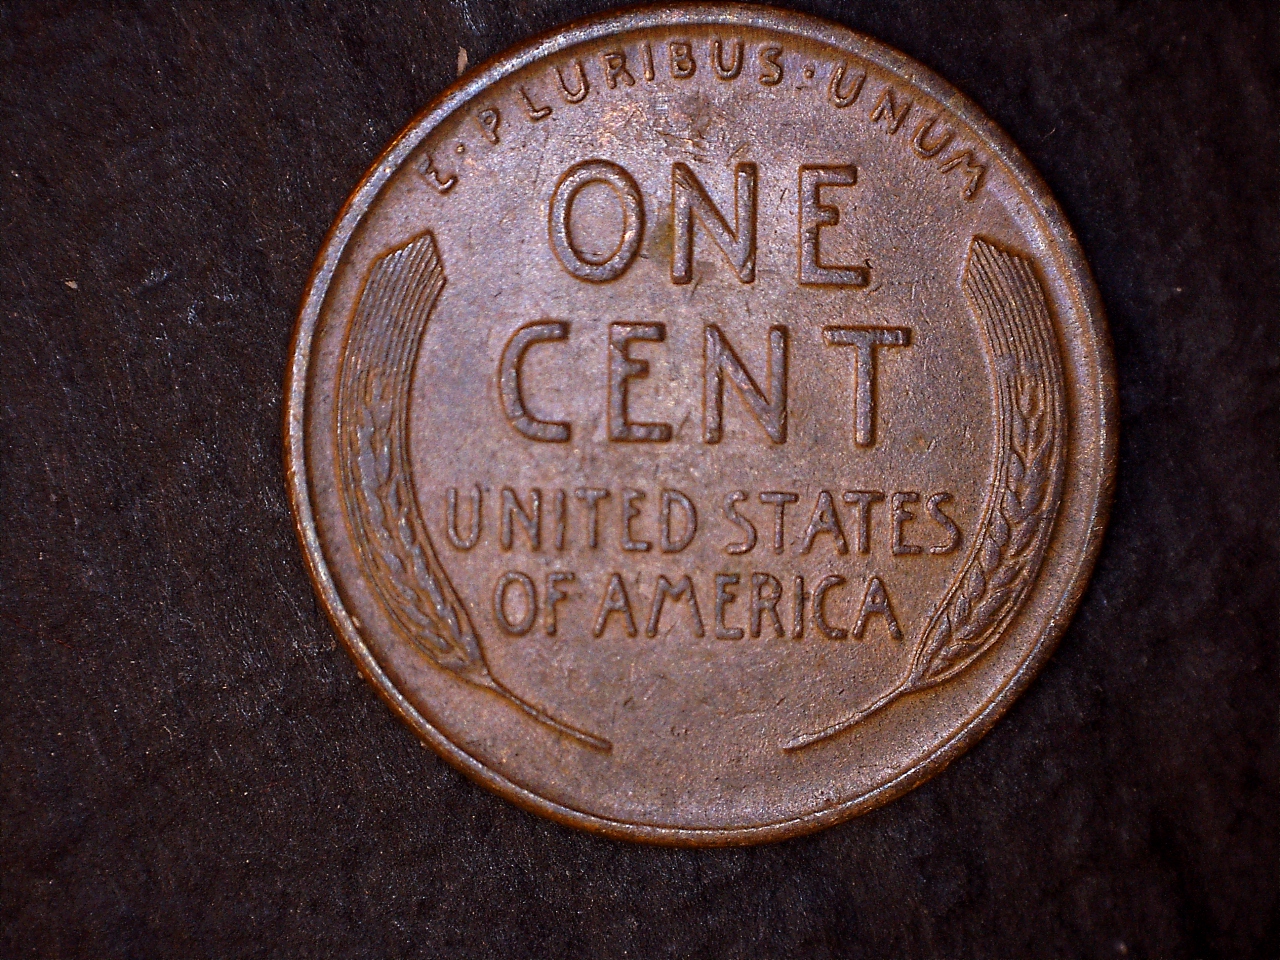 E·PLURIBUS·UNUM
ONE
CENT
UNITED STATES
OF AMERICA